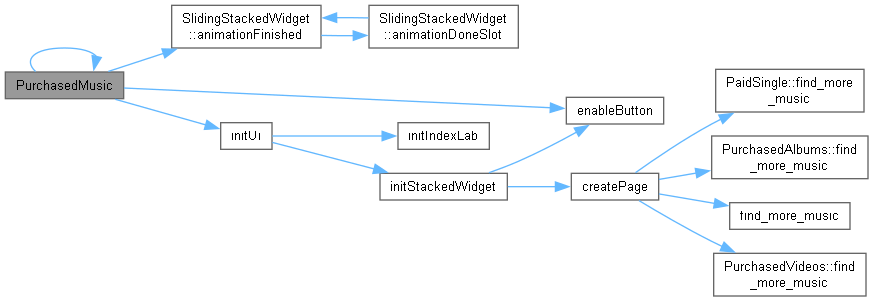 SlidingStackedWidget
::animationFinished
SlidingStackedWidget
::animationDoneSlot
PurchasedMusic
enableButton
initUi
initIndexLab
initStackedWidget
createPage
PaidSingle::find_more
_music
PurchasedAlbums::find
_more_music
find_more_music
PurchasedVideos::find
_more_music